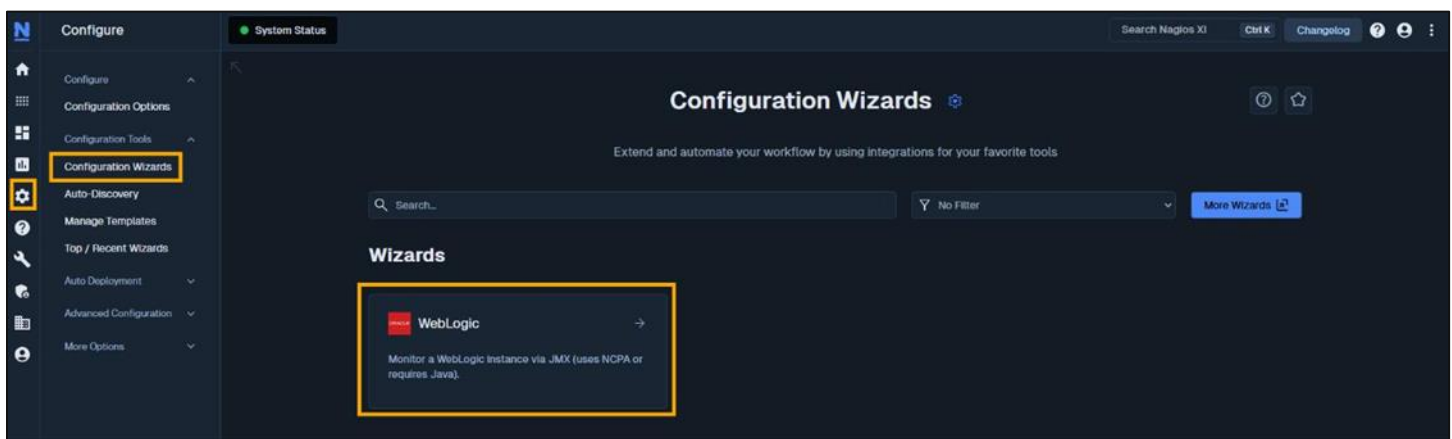 N
Configure
System Status
Search Nagios XI
Ctrl K
Changelog
Configure
Configuration Options
Configuration Tools
Configuration Wizards
Auto-Discovery
Manage Templates
Top / Recent Wizards
Auto Deployment
Advanced Configuration
More Options
Configuration Wizards
Extend and automate your workflow by using integrations for your favorite tools
Search...
No Filter
More Wizards
Wizards
ORACLE
WebLogic
Monitor a WebLogic instance via JMX (uses NCPA or
requires Java).